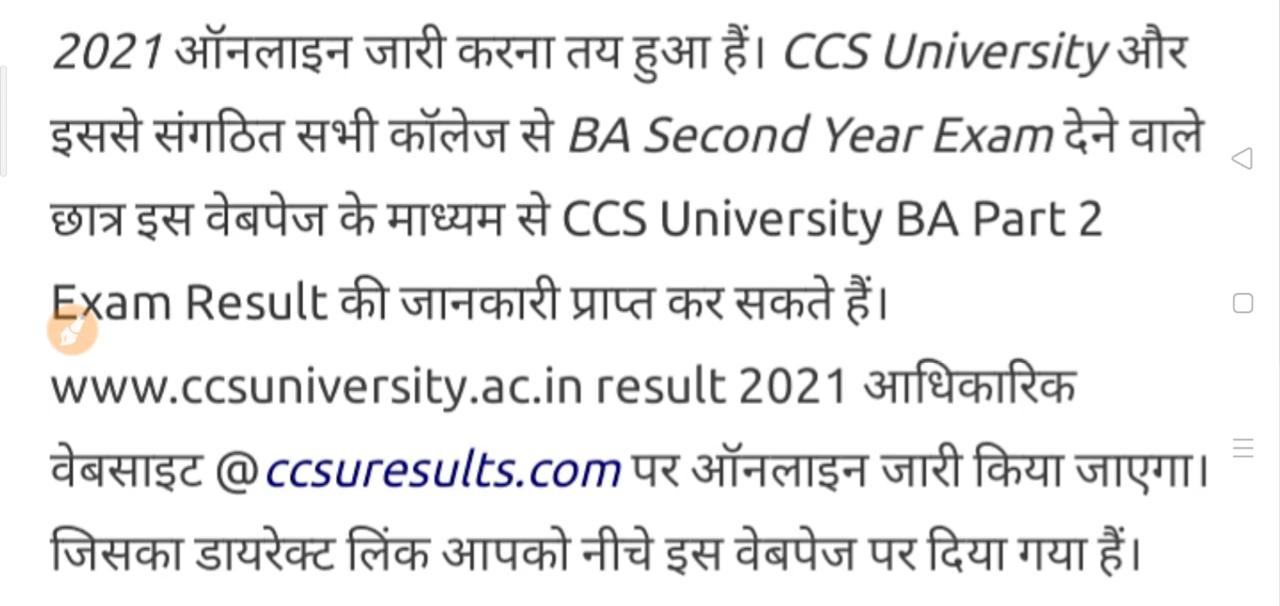 2021 ऑनलाइन जारी करना तय हुआ हैं। CCS University और
इससे संगठित सभी कॉलेज से BA Second Year Exam देने वाले
छात्र इस वेबपेज के माध्यम से CCS University BA Part 2
Exam Result की जानकारी प्राप्त कर सकते हैं।
www.ccsuniversity.ac.in result 2021 आधिकारिक
वेबसाइट @ccsuresults.com पर ऑनलाइन जारी किया जाएगा।
जिसका डायरेक्ट लिंक आपको नीचे इस वेबपेज पर दिया गया हैं।